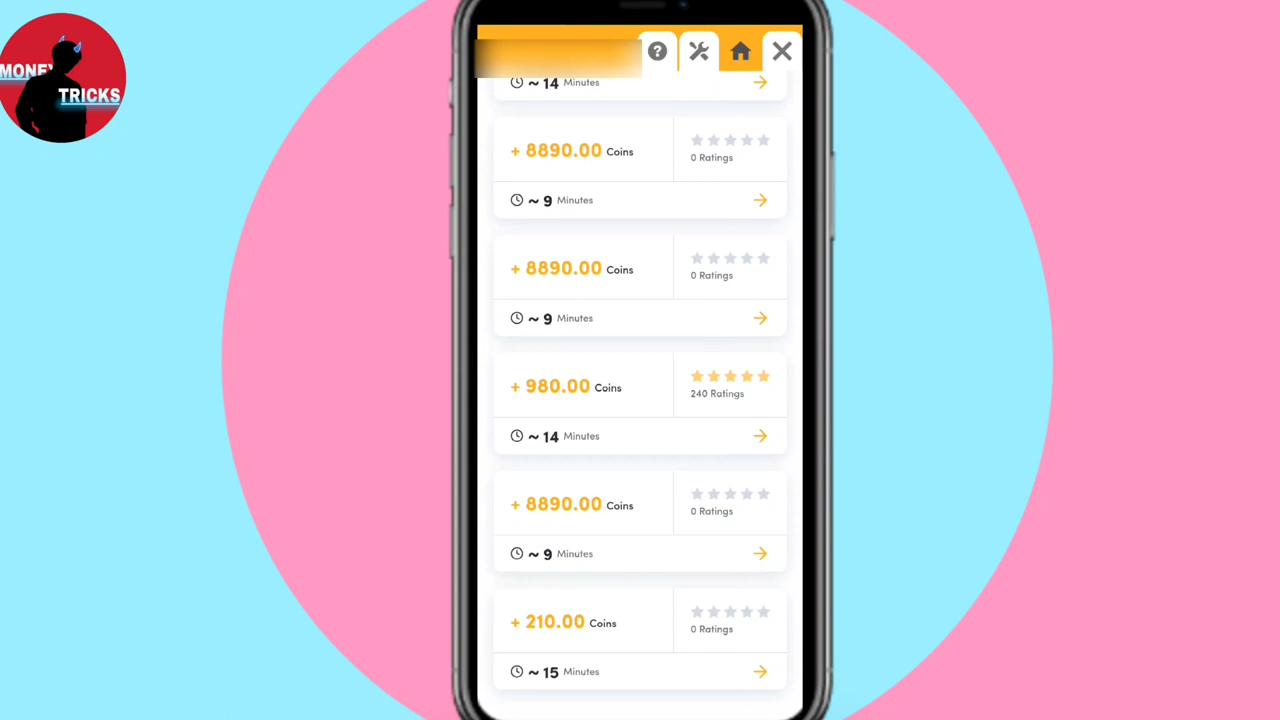 MONEY
TRICKS
~ 14 Minutes
+ 8890.00 Coins
0 Ratings
~ 9 Minutes
+ 8890.00 Coins
0 Ratings
~ 9 Minutes
+ 980.00 Coins
240 Ratings
~ 14 Minutes
+ 8890.00 Coins
0 Ratings
~ 9 Minutes
+ 210.00 Coins
0 Ratings
~ 15 Minutes